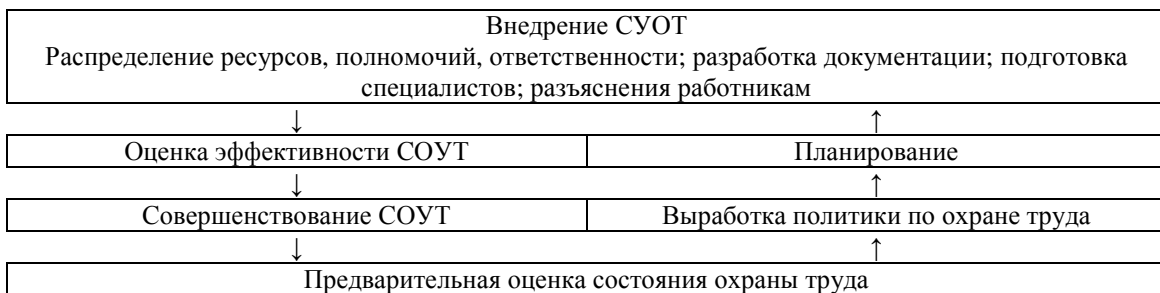 Внедрение СУОТ
Распределение ресурсов, полномочий, ответственности; разработка документации; подготовка
специалистов; разъяснения работникам
↓ ↑
Оценка эффективности СОУТ Планирование
↓ ↑
Совершенствование СОУТ Выработка политики по охране труда
↓ ↑
Предварительная оценка состояния охраны труда